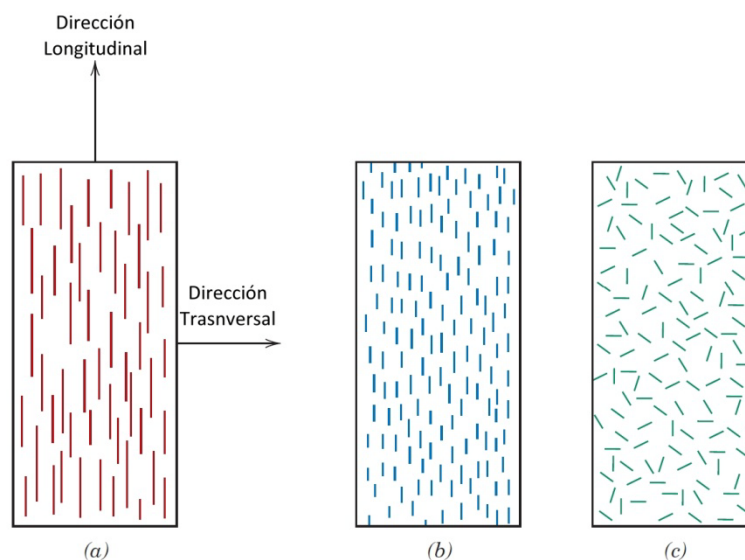 Dirección
Longitudinal
Dirección
Trasnversal
(a)
(b)
(c)